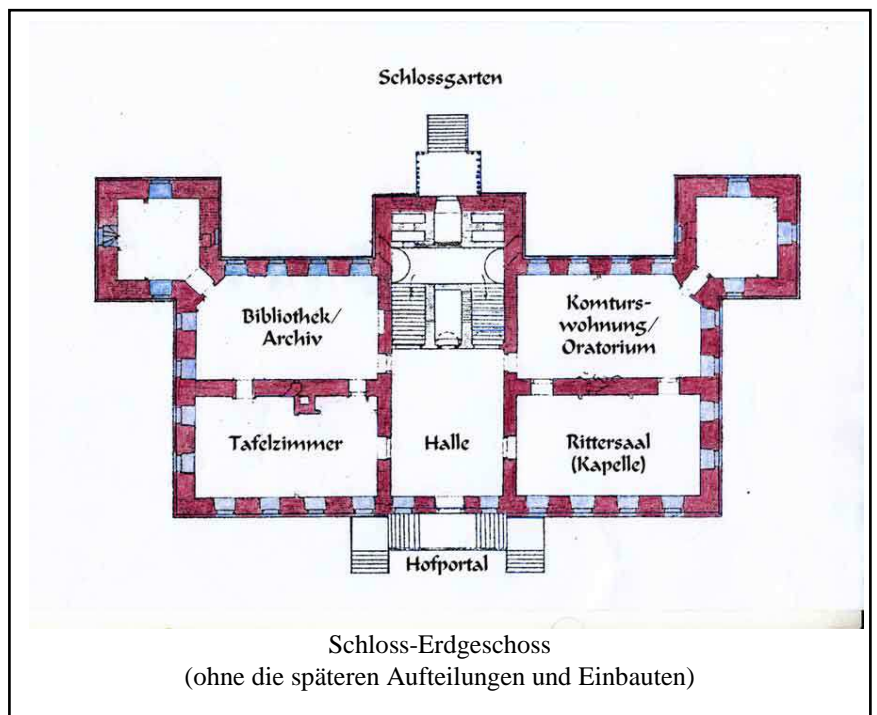 Schlossgarten
Bibliothek/
Archiv
Komturs-
wohnung/
Oratorium
Tafelzimmer
Halle
Rittersaal
(Kapelle)
Hofportal
Schloss-Erdgeschoss
(ohne die späteren Aufteilungen und Einbauten)